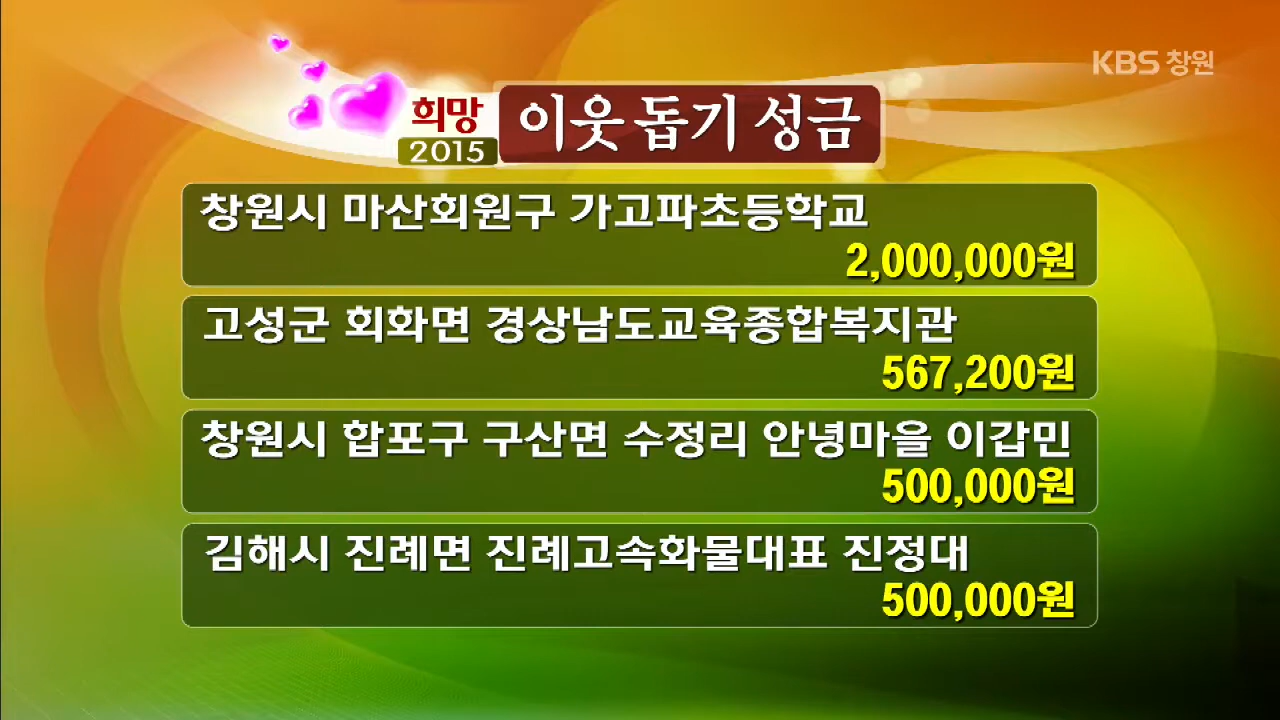 KBS 창원
희망
2015
이웃 돕기 성금
창원시 마산회원구 가고파초등학교
2,000,000원
고성군 회화면 경상남도교육종합복지관
567,200원
창원시 합포구 구산면 수정리 안녕마을 이갑민
500,000원
김해시 진례면 진례고속화물대표 진정대
500,000원